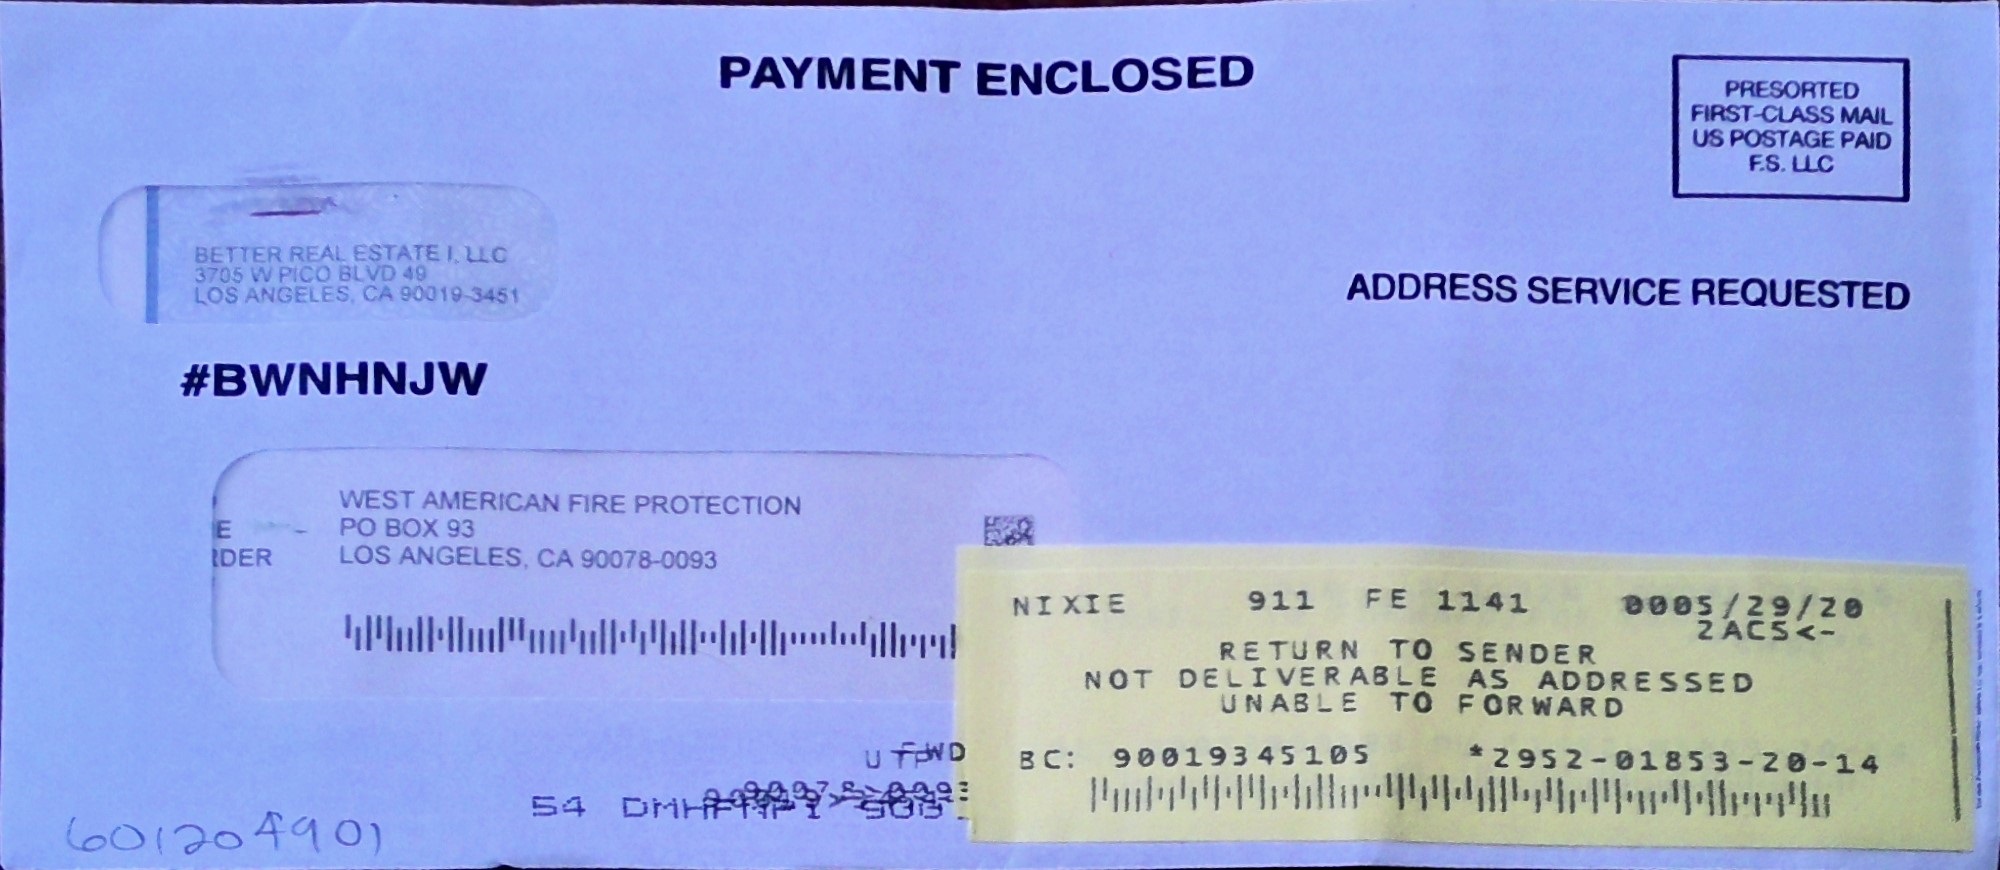 PAYMENT ENCLOSED
PRESORTED
FIRST-CLASS MAIL
US POSTAGE PAID
F.S. LLC
BETTER REAL ESTATE I, LLC
3705 W PICO BLVD 49
LOS ANGELES, CA 90019-3451
ADDRESS SERVICE REQUESTED
#BWNHNJW
WEST AMERICAN FIRE PROTECTION
E PO BOX 93
RDER LOS ANGELES, CA 90078-0093
NIXIE 911 FE 1141 0005/29/20
2ACS<-
RETURN TO SENDER
NOT DELIVERABLE AS ADDRESSED
UNABLE TO FORWARD
BC: 90019345105 *2952-01853-20-14
54
601204901